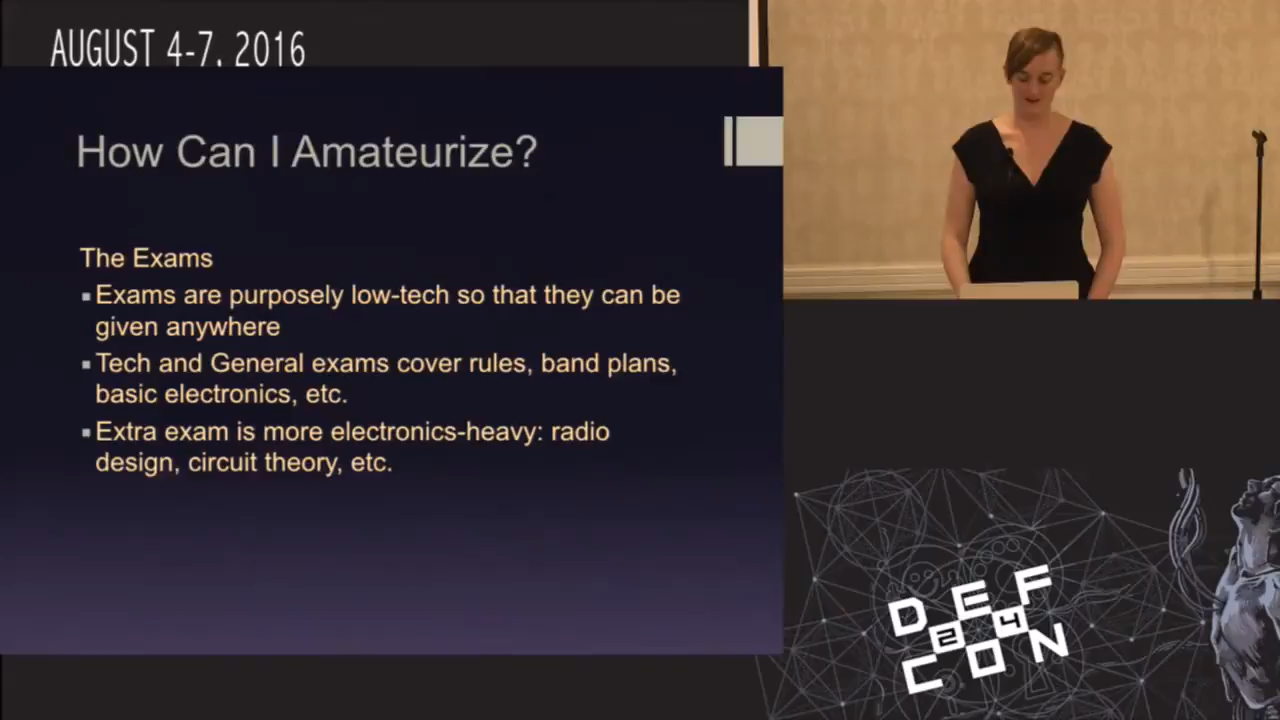 AUGUST 4-7, 2016
How Can I Amateurize?
The Exams
▪Exams are purposely low-tech so that they can be
given anywhere
▪Tech and General exams cover rules, band plans,
basic electronics, etc.
▪Extra exam is more electronics-heavy: radio
design, circuit theory, etc.
DEF
24
CON